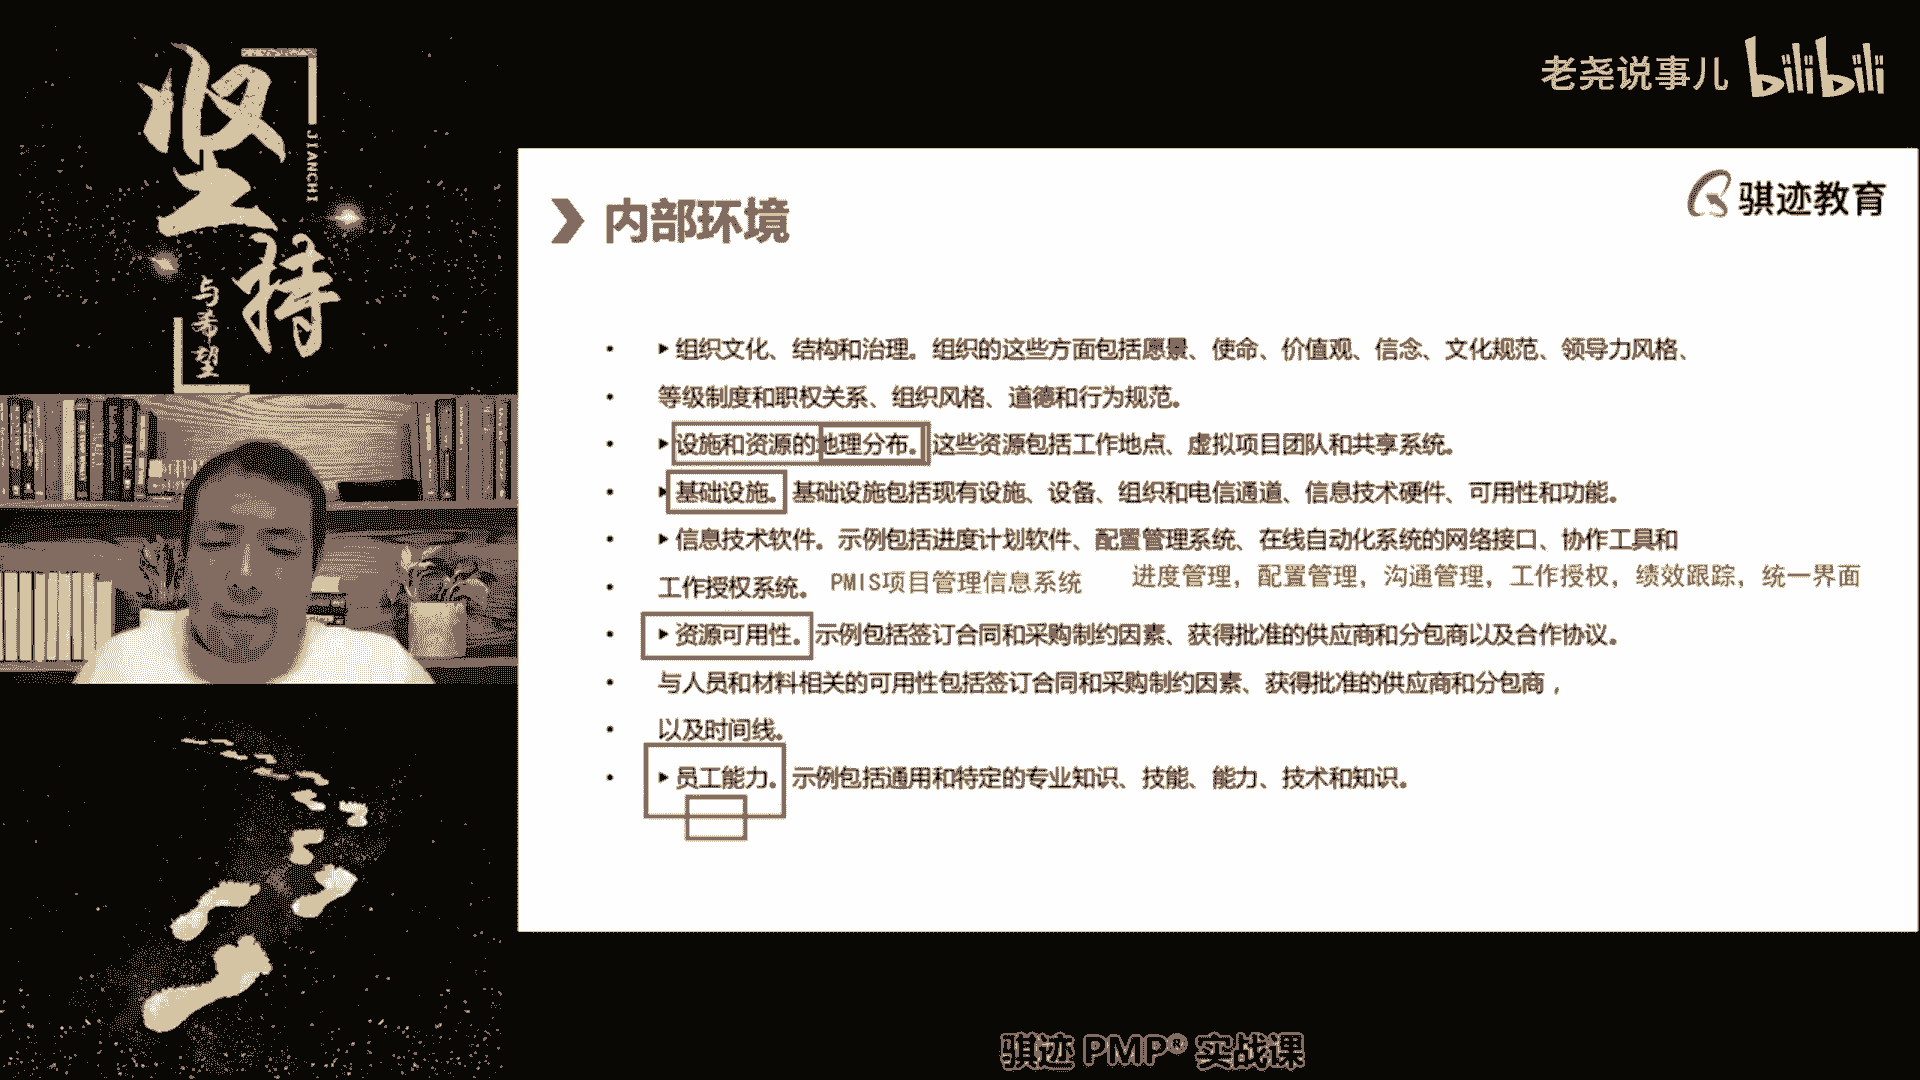 坚持
JIANCHI
与希望
老尧说事儿 bilibili
骐迹教育
内部环境
• ▸组织文化、结构和治理。组织的这些方面包括愿景、使命、价值观、信念、文化规范、领导力风格、
• 等级制度和职权关系、组织风格、道德和行为规范。
• ▸设施和资源的地理分布。这些资源包括工作地点、虚拟项目团队和共享系统。
• ▸基础设施。基础设施包括现有设施、设备、组织和电信通道、信息技术硬件、可用性和功能。
• ▸信息技术软件。示例包括进度计划软件、配置管理系统、在线自动化系统的网络接口、协作工具和
• 工作授权系统。 PMIS项目管理信息系统 进度管理，配置管理，沟通管理，工作授权，绩效跟踪，统一界面
• ▸资源可用性。示例包括签订合同和采购制约因素、获得批准的供应商和分包商以及合作协议。
• 与人员和材料相关的可用性包括签订合同和采购制约因素、获得批准的供应商和分包商，
• 以及时间线。
• ▸员工能力。示例包括通用和特定的专业知识、技能、能力、技术和知识。
骐迹 PMP® 实战课